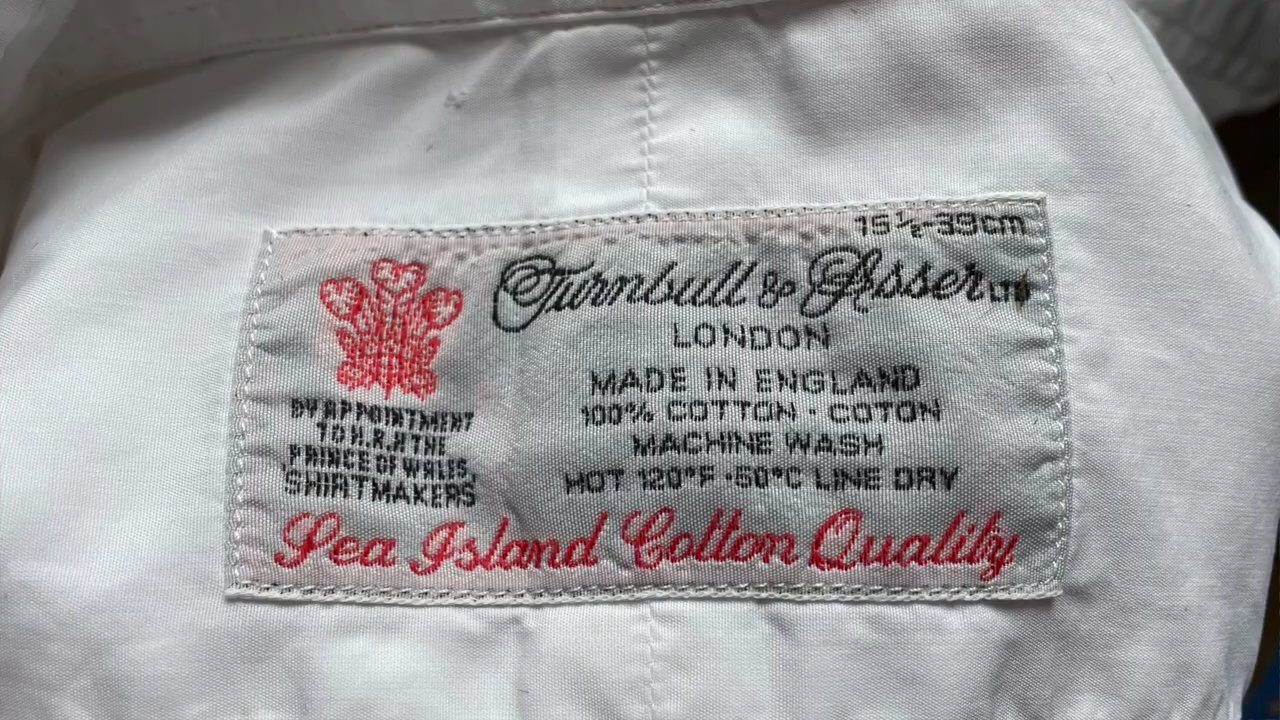 15½-39cm
Turnbull & Asser LTD
LONDON
MADE IN ENGLAND
100% COTTON · COTON
MACHINE WASH
HOT 120°F·50°C LINE DRY
BY APPOINTMENT
TO H.R.H THE
PRINCE OF WALES,
SHIRTMAKERS
Sea Island Cotton Quality